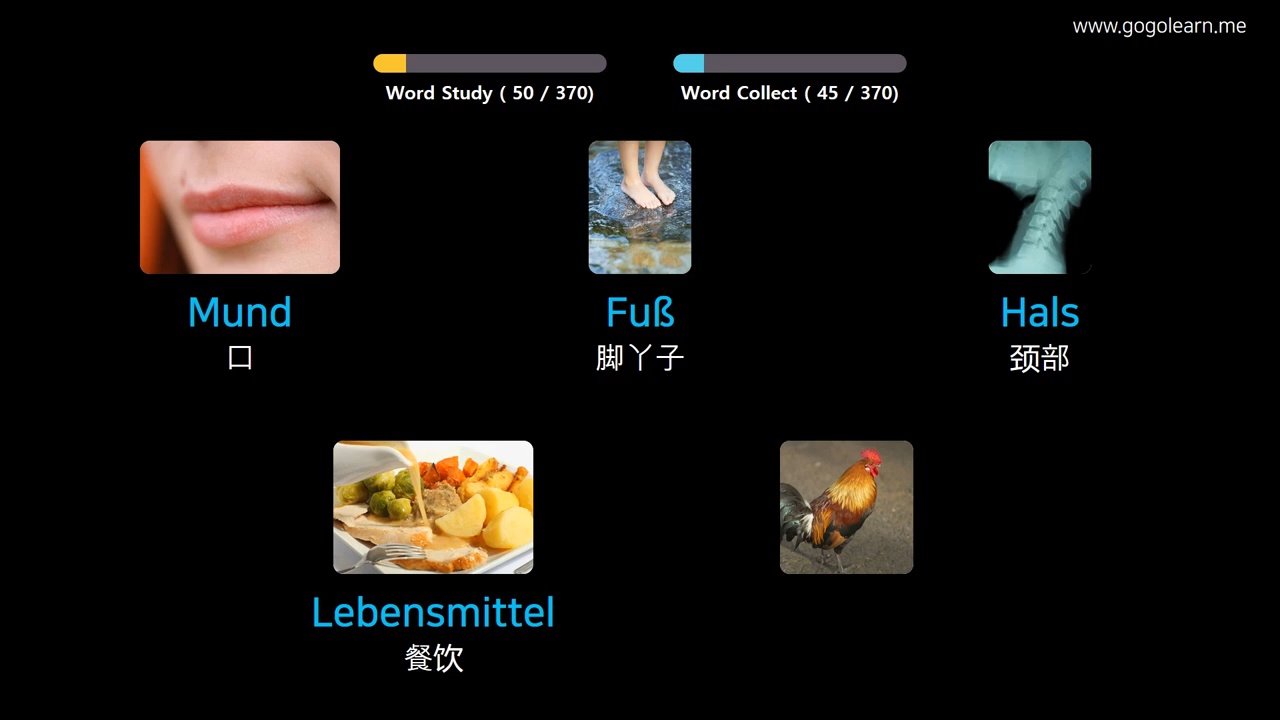 www.gogolearn.me
Word Study ( 50 / 370)
Word Collect ( 45 / 370)
Mund
口
Fuß
脚丫子
Hals
颈部
Lebensmittel
餐饮